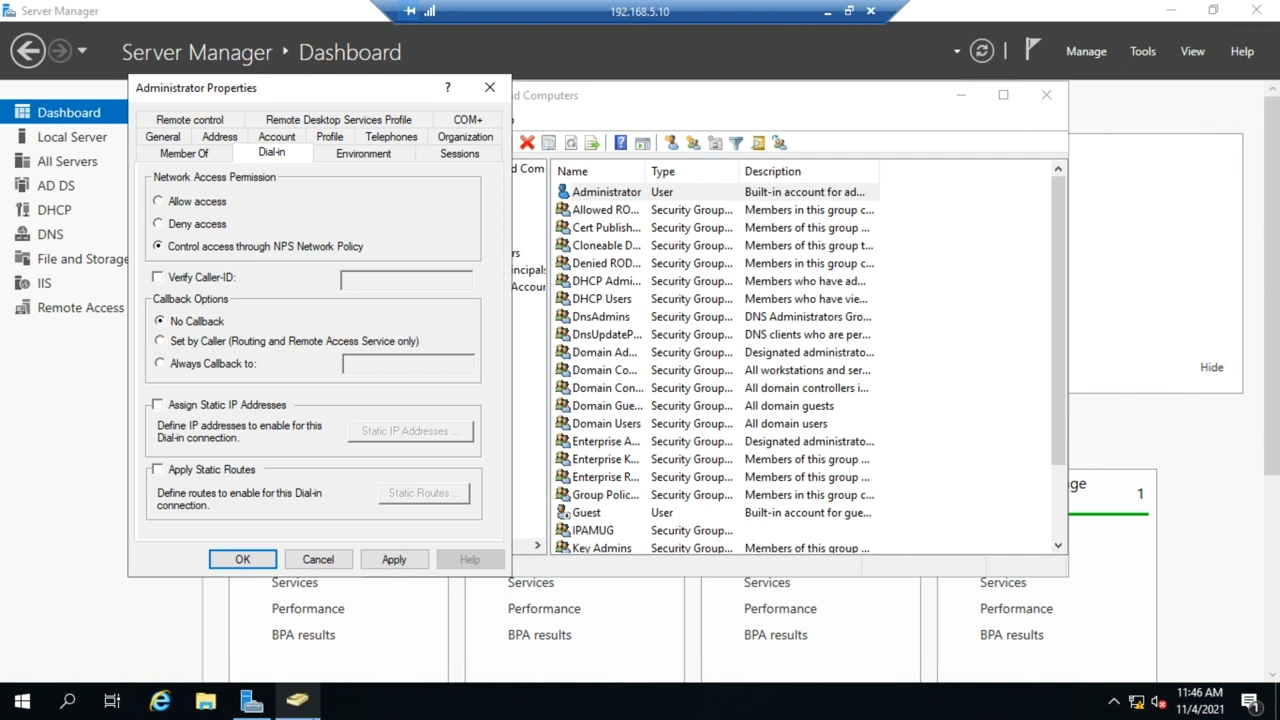 Server Manager
192.168.5.10
Server Manager
Dashboard
Manage
Tools
View
Help
Dashboard
Local Server
All Servers
AD DS
DHCP
DNS
File and Storage
IIS
Remote Access
Administrator Properties
?
Remote control
Remote Desktop Services Profile
COM+
General
Address
Account
Profile
Telephones
Organization
Member Of
Dial-in
Environment
Sessions
Network Access Permission
Allow access
Deny access
Control access through NPS Network Policy
Verify Caller-ID:
Callback Options
No Callback
Set by Caller (Routing and Remote Access Service only)
Always Callback to:
Assign Static IP Addresses
Define IP addresses to enable for this
Dial-in connection.
Static IP Addresses ...
Apply Static Routes
Define routes to enable for this Dial-in
connection.
Static Routes ...
OK
Cancel
Apply
Help
d Computers
d Com
rs
incipals
Accour
Name Type Description
Administrator User Built-in account for ad...
Allowed RO... Security Group... Members in this group c...
Cert Publish... Security Group... Members of this group ...
Cloneable D... Security Group... Members of this group t...
Denied ROD... Security Group... Members in this group c...
DHCP Admi... Security Group... Members who have ad...
DHCP Users Security Group... Members who have vie...
DnsAdmins Security Group... DNS Administrators Gro...
DnsUpdateP... Security Group... DNS clients who are per...
Domain Ad... Security Group... Designated administrato...
Domain Co... Security Group... All workstations and ser...
Domain Con... Security Group... All domain controllers i...
Domain Gue... Security Group... All domain guests
Domain Users Security Group... All domain users
Enterprise A... Security Group... Designated administrato...
Enterprise K... Security Group... Members of this group ...
Enterprise R... Security Group... Members of this group ...
Group Polic... Security Group... Members in this group c...
Guest User Built-in account for gue...
IPAMUG Security Group...
Key Admins Security Group... Members of this group ...
Hide
ge 1
Services
Performance
BPA results
Services
Performance
BPA results
Performance
BPA results
Services
Performance
BPA results
11:46 AM
11/4/2021
1